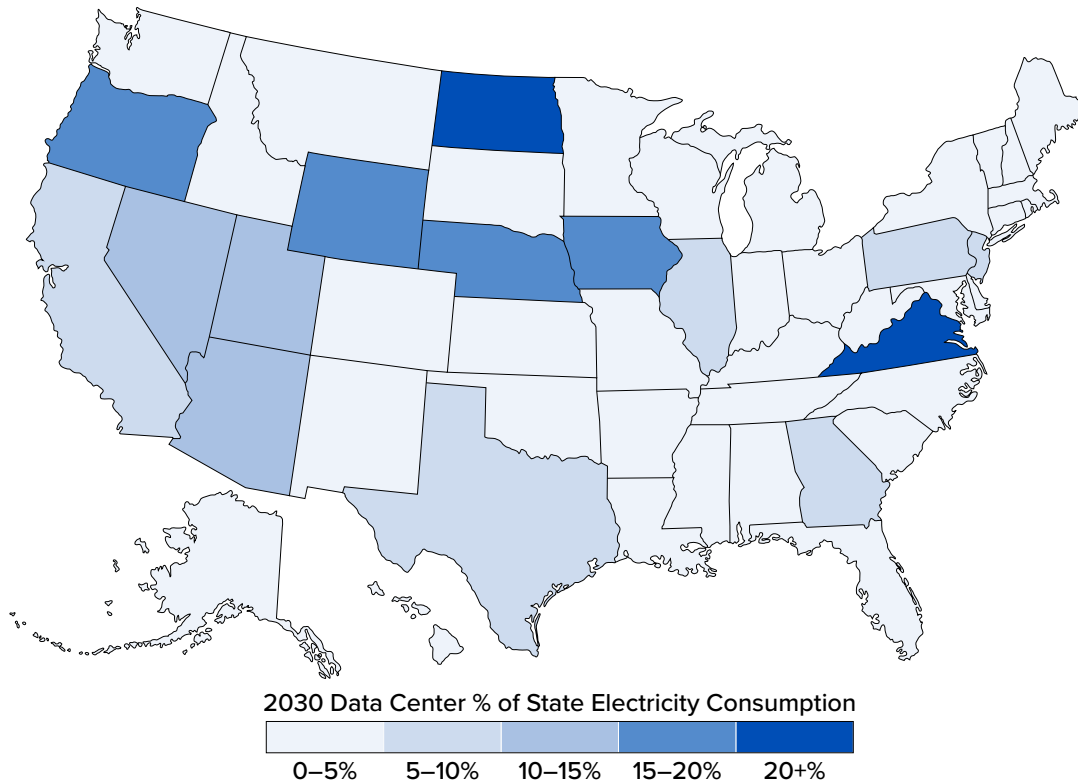 2030 Data Center % of State Electricity Consumption
0–5% 5–10% 10–15% 15–20% 20+%